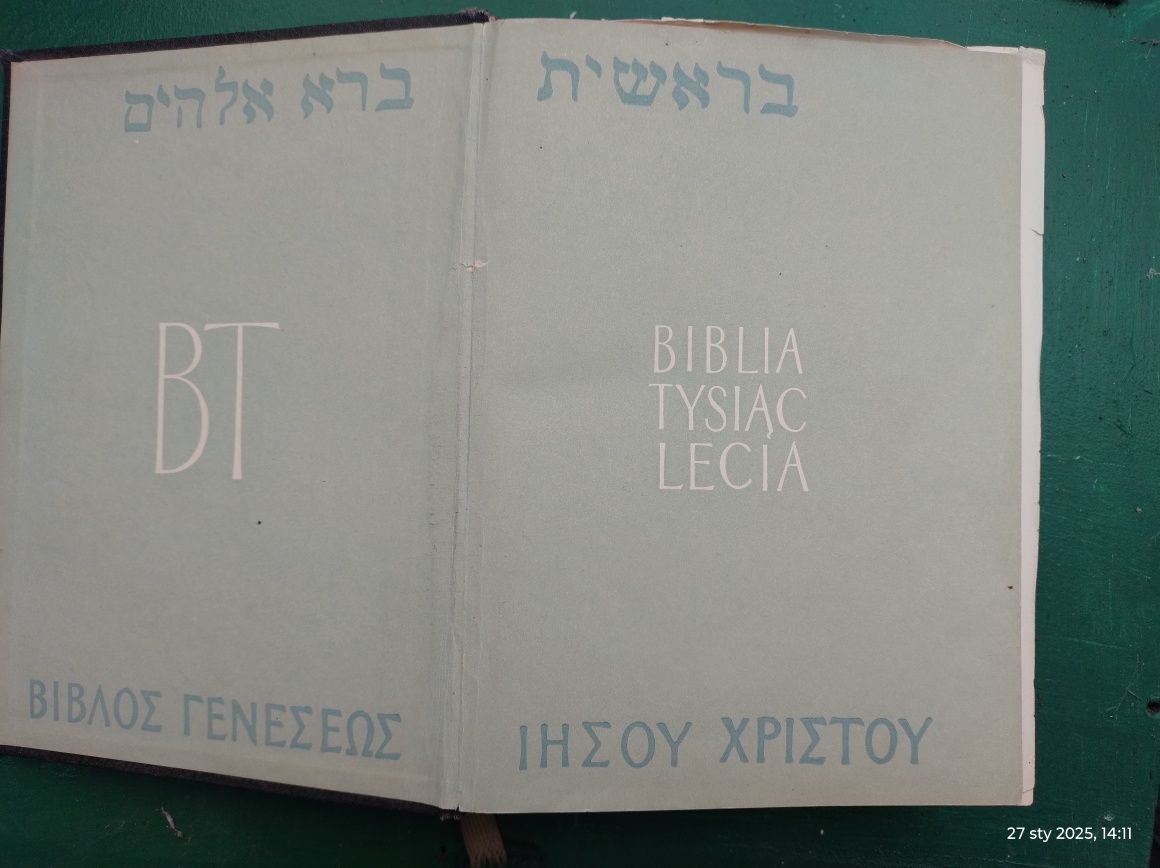 בראשית ברא אלהים
BT
BIBLIA
TYSIĄC
LECIA
ΒΙΒΛΟΣ ΓΕΝΕΣΕΩΣ ΙΗΣΟΥ ΧΡΙΣΤΟΥ
27 sty 2025, 14:11